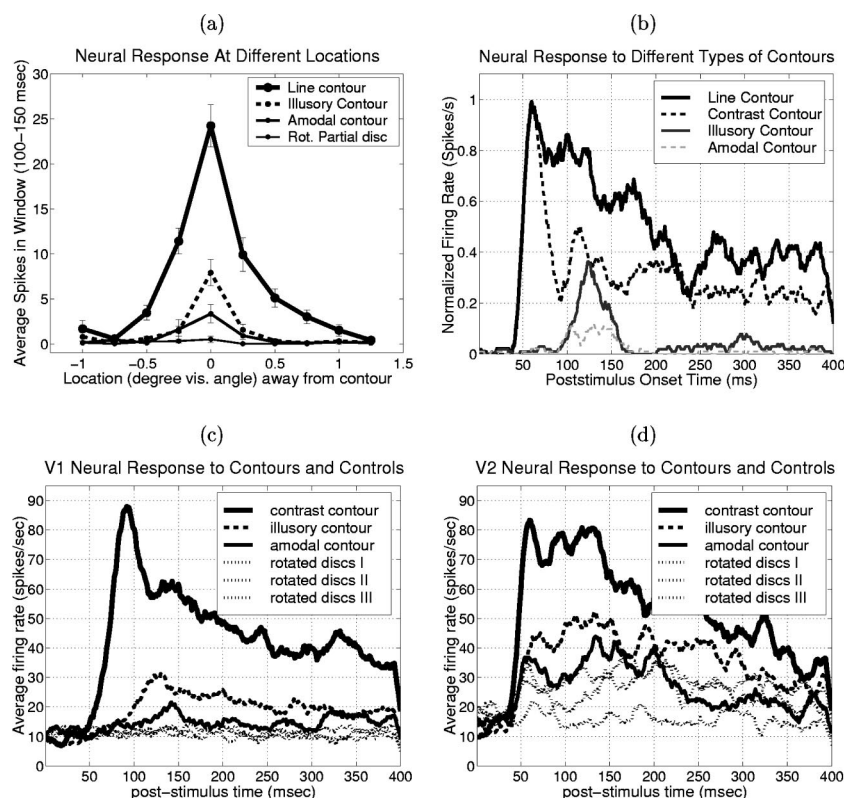 (a)
Neural Response At Different Locations
Average Spikes in Window (100–150 msec)
30
25
20
15
10
5
0
Line contour
Illusory Contour
Amodal contour
Rot. Partial disc
−1
−0.5
0
0.5
1
1.5
Location (degree vis. angle) away from contour
(b)
Neural Response to Different Types of Contours
Normalized Firing Rate (Spikes/s)
1
0.8
0.6
0.4
0.2
0
Line Contour
Contrast Contour
Illusory Contour
Amodal Contour
100
200
300
400
Poststimulus Onset Time (ms)
(c)
V1 Neural Response to Contours and Controls
Average firing rate (spikes/sec)
90
80
70
60
50
40
30
20
10
0
contrast contour
illusory contour
amodal contour
rotated discs I
rotated discs II
rotated discs III
50
100
150
200
250
300
350
400
post−stimulus time (msec)
(d)
V2 Neural Response to Contours and Controls
Average firing rate (spikes/sec)
90
80
70
60
50
40
30
20
10
0
contrast contour
illusory contour
amodal contour
rotated discs I
rotated discs II
rotated discs III
50
100
150
200
250
300
350
400
post−stimulus time (msec)